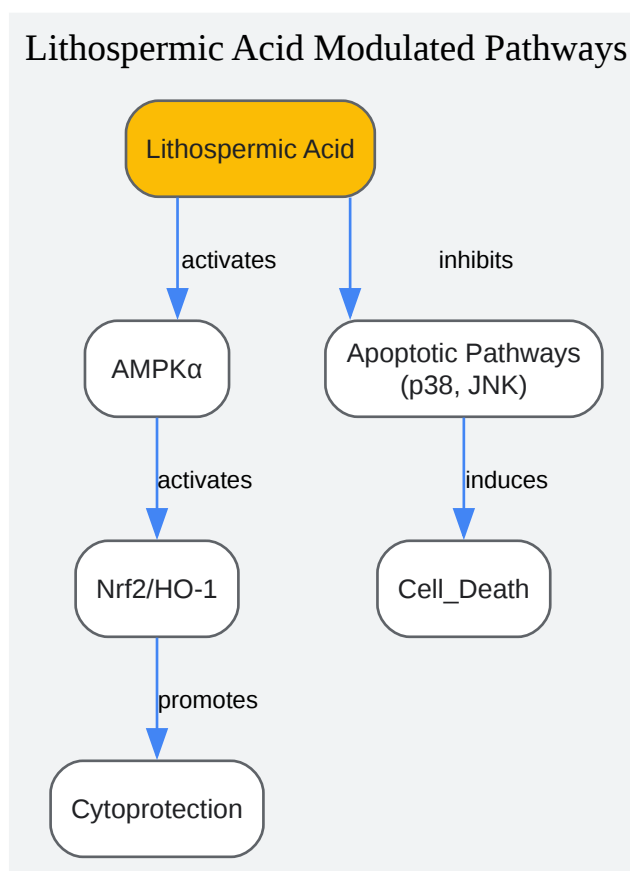 Lithospermic Acid Modulated Pathways
Lithospermic Acid
activates
inhibits
AMPKα
Apoptotic Pathways
(p38, JNK)
activates
induces
Nrf2/HO-1
Cell_Death
promotes
Cytoprotection